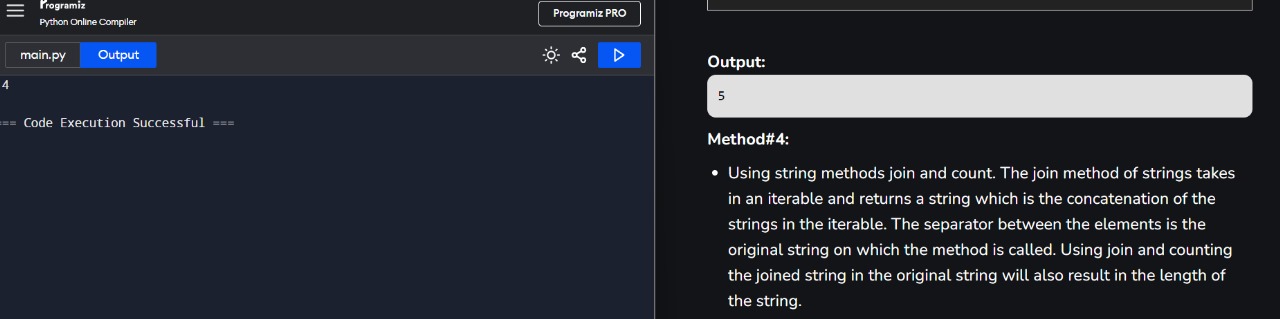 Programiz
Python Online Compiler
Programiz PRO
main.py
Output
4
=== Code Execution Successful ===
Output:
5
Method#4:
• Using string methods join and count. The join method of strings takes
in an iterable and returns a string which is the concatenation of the
strings in the iterable. The separator between the elements is the
original string on which the method is called. Using join and counting
the joined string in the original string will also result in the length of
the string.